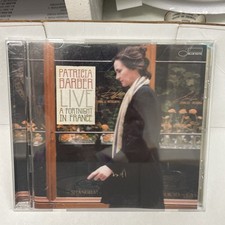 PATRICIA
BARBER
LIVE
A FORTNIGHT
IN FRANCE